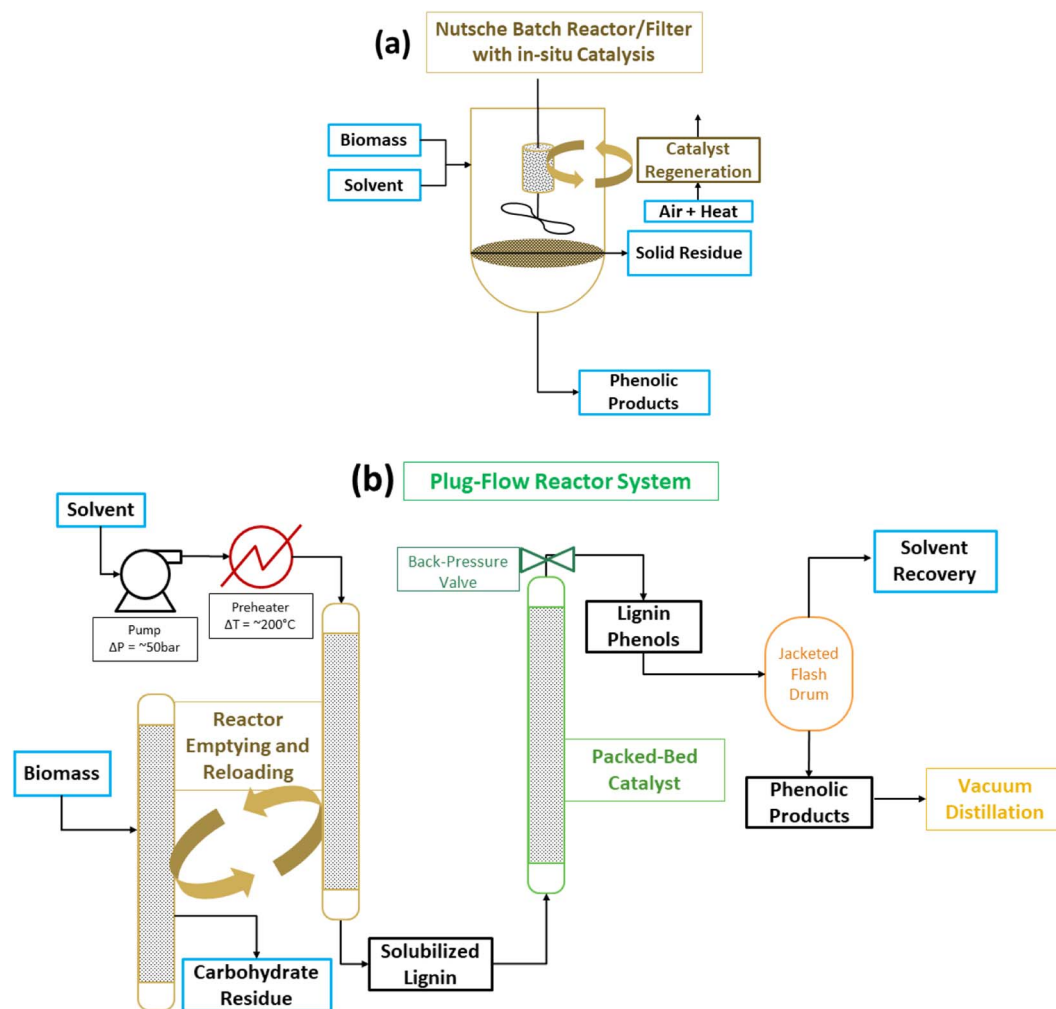 (a)
Nutsche Batch Reactor/Filter
with in-situ Catalysis
Biomass
Solvent
Catalyst
Regeneration
Air + Heat
Solid Residue
Phenolic
Products
(b)
Plug-Flow Reactor System
Solvent
Pump
ΔP = ~50bar
Preheater
ΔT = ~200°C
Back-Pressure
Valve
Lignin
Phenols
Solvent
Recovery
Jacketed
Flash
Drum
Reactor
Emptying and
Reloading
Biomass
Packed-Bed
Catalyst
Phenolic
Products
Vacuum
Distillation
Carbohydrate
Residue
Solubilized
Lignin